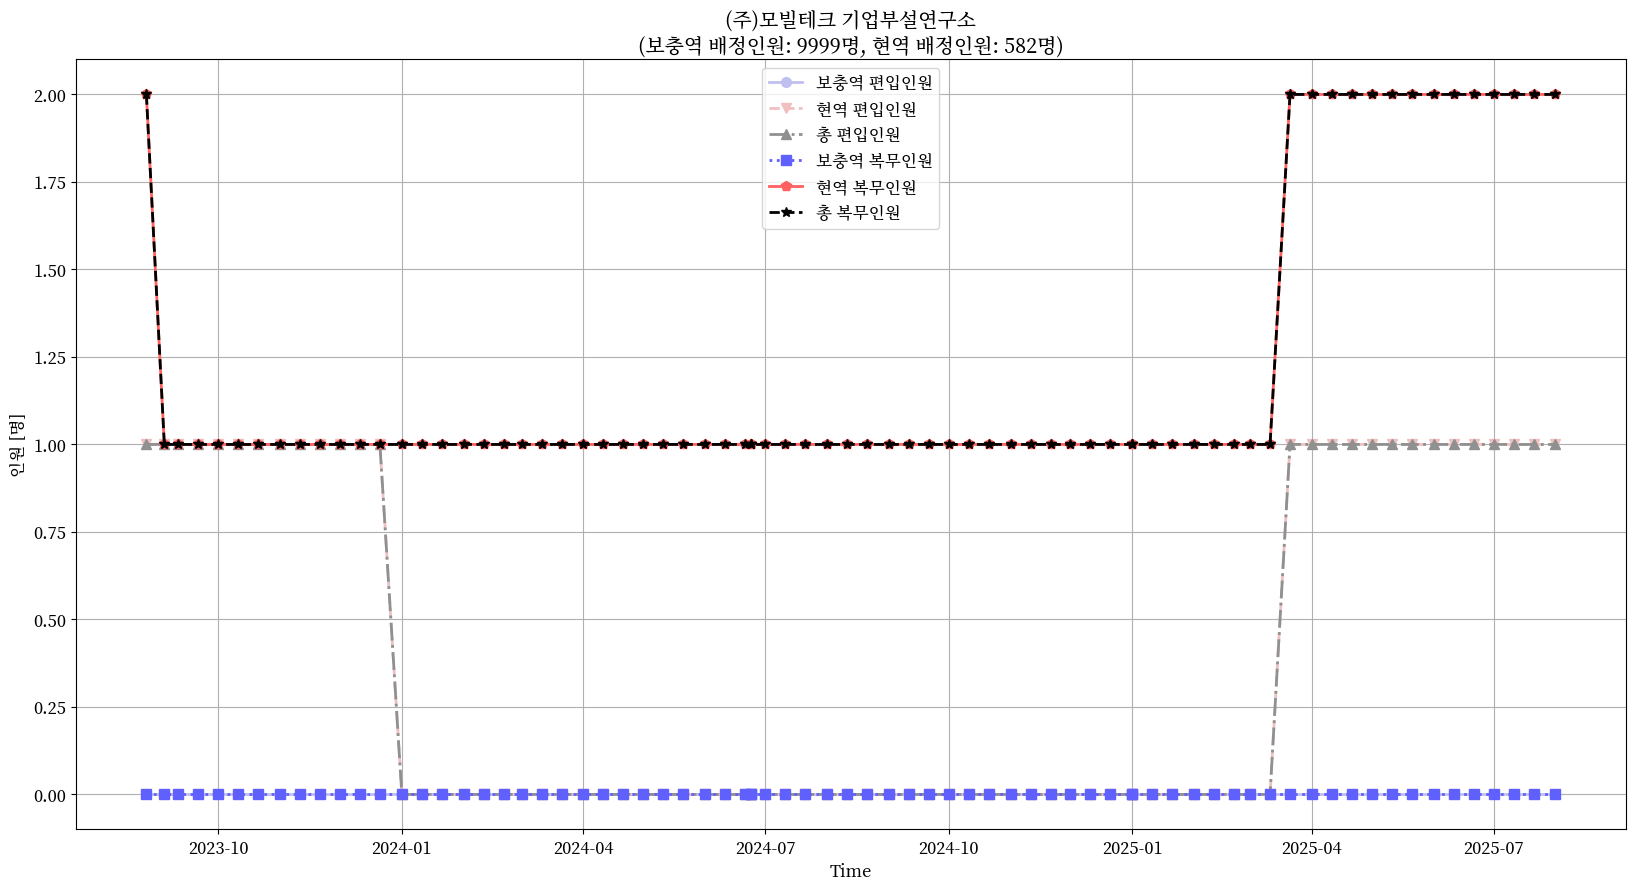 (주)모빌테크 기업부설연구소
(보충역 배정인원: 9999명, 현역 배정인원: 582명)
보충역 편입인원
현역 편입인원
총 편입인원
보충역 복무인원
현역 복무인원
총 복무인원
2.00
1.75
1.50
1.25
1.00
0.75
0.50
0.25
0.00
인원 [명]
2023-10
2024-01
2024-04
2024-07
2024-10
2025-01
2025-04
2025-07
Time